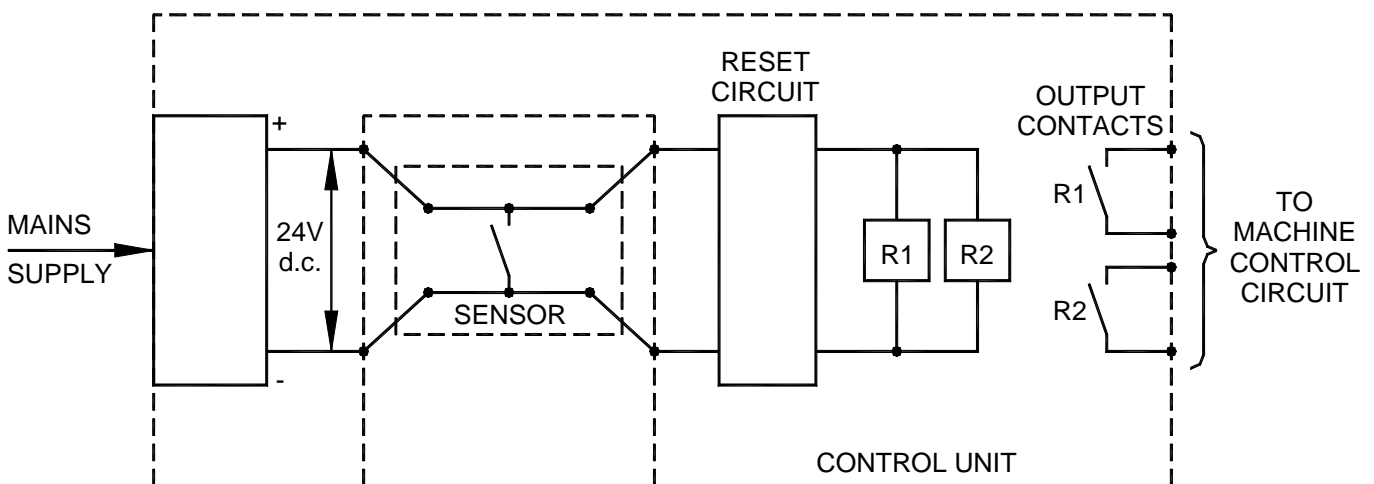 RESET
CIRCUIT
OUTPUT
CONTACTS
+
R1
TO
MACHINE
CONTROL
CIRCUIT
MAINS
SUPPLY
24V
d.c.
R1
R2
SENSOR
R2
-
CONTROL UNIT